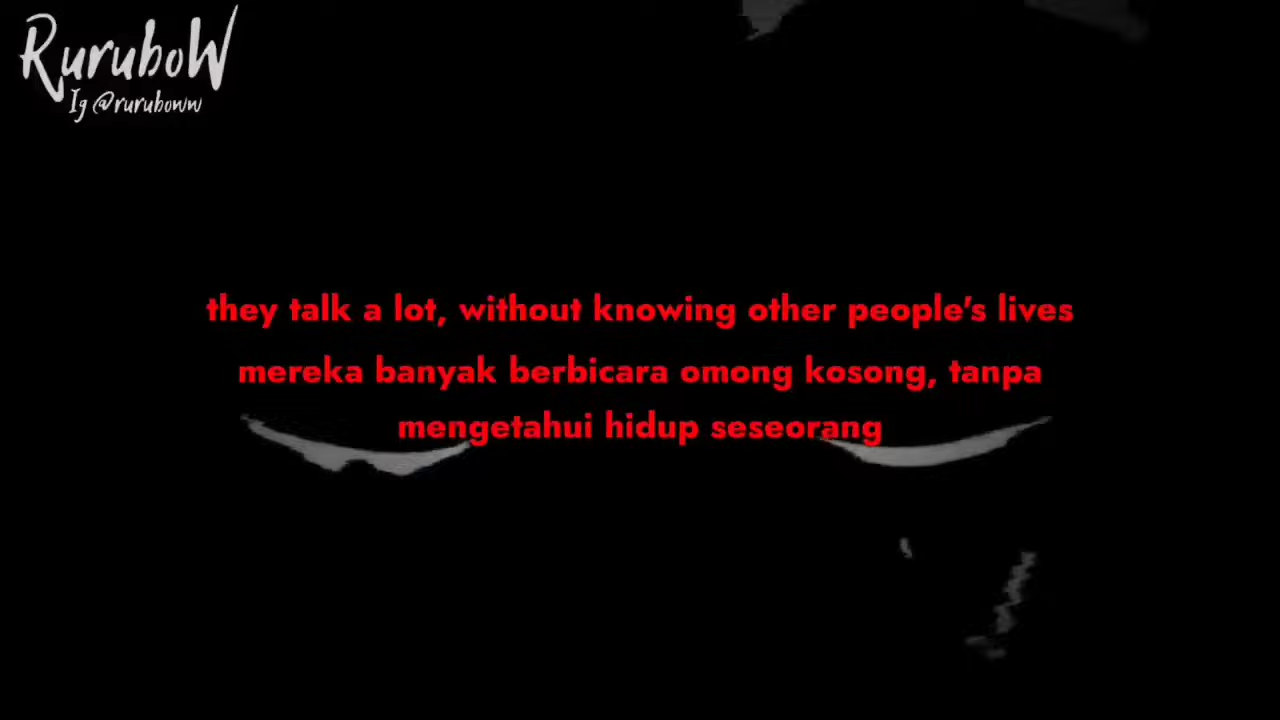 RuruboW
Ig @ruruboww
they talk a lot, without knowing other people's lives
mereka banyak berbicara omong kosong, tanpa
mengetahui hidup seseorang